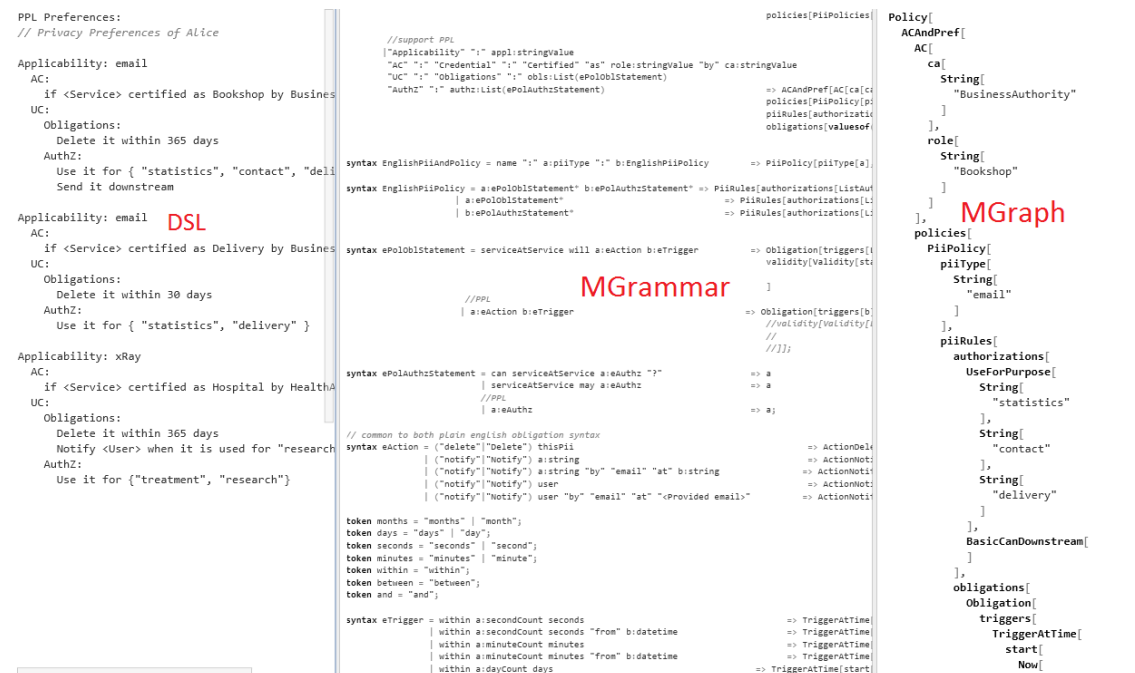 PPL Preferences:
// Privacy Preferences of Alice
Applicability: email
AC:
if <Service> certified as Bookshop by Busines
UC:
Obligations:
Delete it within 365 days
AuthZ:
Use it for { "statistics", "contact", "deli
Send it downstream
Applicability: email
DSL
AC:
if <Service> certified as Delivery by Busines
UC:
Obligations:
Delete it within 30 days
AuthZ:
Use it for { "statistics", "delivery" }
Applicability: xRay
AC:
if <Service> certified as Hospital by HealthA
UC:
Obligations:
Delete it within 365 days
Notify <User> when it is used for "research
AuthZ:
Use it for {"treatment", "research"}
policies[PiiPolicies
//support PPL
|"Applicability" ":" appl:stringValue
"AC" ":" "Credential" ":" "Certified" "as" role:stringValue "by" ca:stringValue
"UC" ":" "Obligations" ":" obls:List(ePolOblStatement)
"AuthZ" ":" authz:List(ePolAuthzStatement) => ACAndPref[AC[ca[ca
policies[PiiPolicy[pi
piiRules[authorizatio
obligations[valuesof(
syntax EnglishPiiAndPolicy = name ":" a:piiType ":" b:EnglishPiiPolicy => PiiPolicy[piiType[a],
syntax EnglishPiiPolicy = a:ePolOblStatement* b:ePolAuthzStatement* => PiiRules[authorizations[ListAut
| a:ePolOblStatement* => PiiRules[authorizations[Li
| b:ePolAuthzStatement* => PiiRules[authorizations[Li
syntax ePolOblStatement = serviceAtService will a:eAction b:eTrigger => Obligation[triggers[
validity[Validity[sta
MGrammar
]
//PPL
| a:eAction b:eTrigger => Obligation[triggers[b]
//validity[Validity[
//
//]];
syntax ePolAuthzStatement = can serviceAtService a:eAuthz "?" => a
| serviceAtService may a:eAuthz => a
//PPL
| a:eAuthz => a;
// common to both plain english obligation syntax
syntax eAction = ("delete"|"Delete") thisPii => ActionDele
| ("notify"|"Notify") a:string => ActionNoti
| ("notify"|"Notify") a:string "by" "email" "at" b:string => ActionNotif
| ("notify"|"Notify") user => ActionNoti
| ("notify"|"Notify") user "by" "email" "at" "<Provided email>" => ActionNotif
token months = "months" | "month";
token days = "days" | "day";
token seconds = "seconds" | "second";
token minutes = "minutes" | "minute";
token within = "within";
token between = "between";
token and = "and";
syntax eTrigger = within a:secondCount seconds => TriggerAtTime[
| within a:secondCount seconds "from" b:datetime => TriggerAtTime[
| within a:minuteCount minutes => TriggerAtTime[
| within a:minuteCount minutes "from" b:datetime => TriggerAtTime[
| within a:dayCount days => TriggerAtTime[start[
Policy[
ACAndPref[
AC[
ca[
String[
"BusinessAuthority"
]
],
role[
String[
"Bookshop"
]
]
MGraph
],
policies[
PiiPolicy[
piiType[
String[
"email"
]
],
piiRules[
authorizations[
UseForPurpose[
String[
"statistics"
],
String[
"contact"
],
String[
"delivery"
]
],
BasicCanDownstream[
]
],
obligations[
Obligation[
triggers[
TriggerAtTime[
start[
Now[